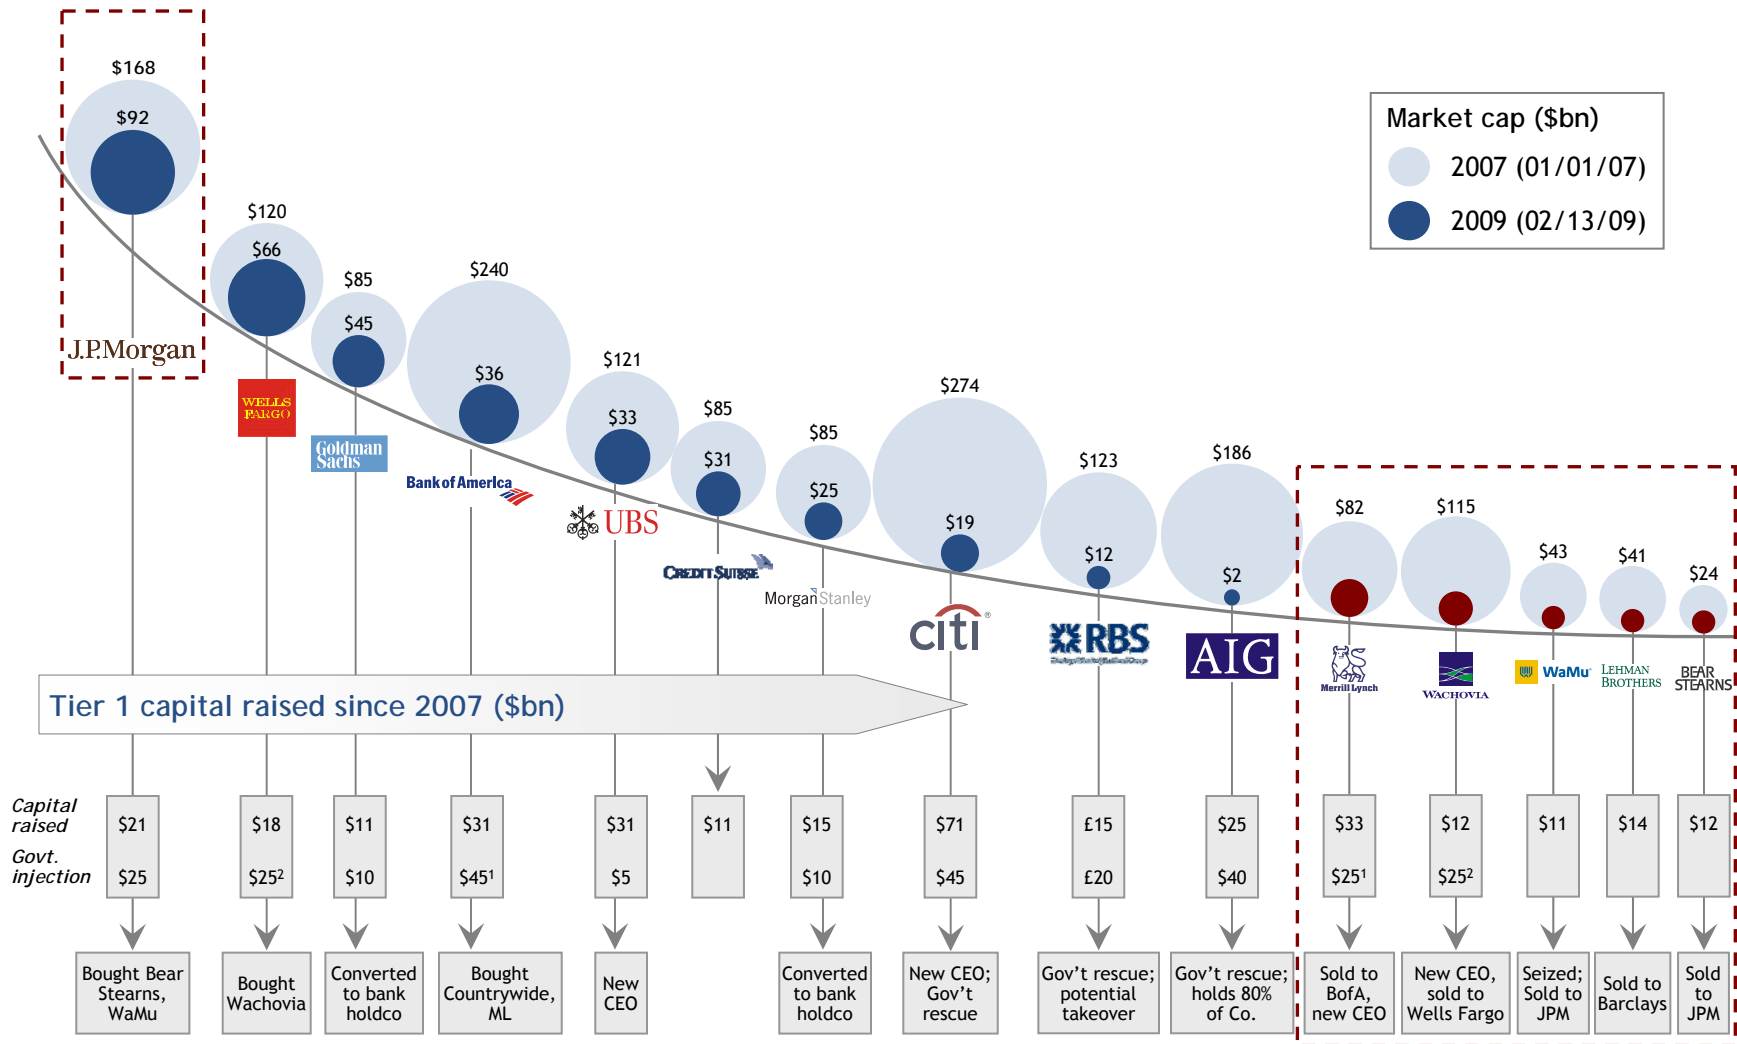 $168
$92
J.P.Morgan
Market cap ($bn)
2007 (01/01/07)
2009 (02/13/09)
$120
$66
WELLS
FARGO
$85
$45
Goldman
Sachs
$240
$36
Bank of America
$121
$33
UBS
$85
$31
CREDIT SUISSE
$85
$25
MorganStanley
$274
$19
citi®
$123
$12
RBS
$186
$2
AIG
$82
Merrill Lynch
$115
WACHOVIA
$43
WaMu
$41
LEHMAN
BROTHERS
$24
BEAR
STEARNS
Tier 1 capital raised since 2007 ($bn)
Capital
raised
$21 $18 $11 $31 $31 $11 $15 $71 £15 $25 $33 $12 $11 $14 $12
Govt.
injection
$25 $25² $10 $45¹ $5 $10 $45 £20 $40 $25¹ $25²
Bought Bear
Sterns,
WaMu
Bought
Wachovia
Converted
to bank
holdco
Bought
Countrywide,
ML
New
CEO
Converted
to bank
holdco
New CEO;
Gov't
rescue
Gov't rescue;
potential
takeover
Gov't rescue;
holds 80%
of Co.
Sold to
BofA,
new CEO
New CEO,
sold to
Wells Fargo
Seized;
Sold to
JPM
Sold to
Barclays
Sold
to
JPM